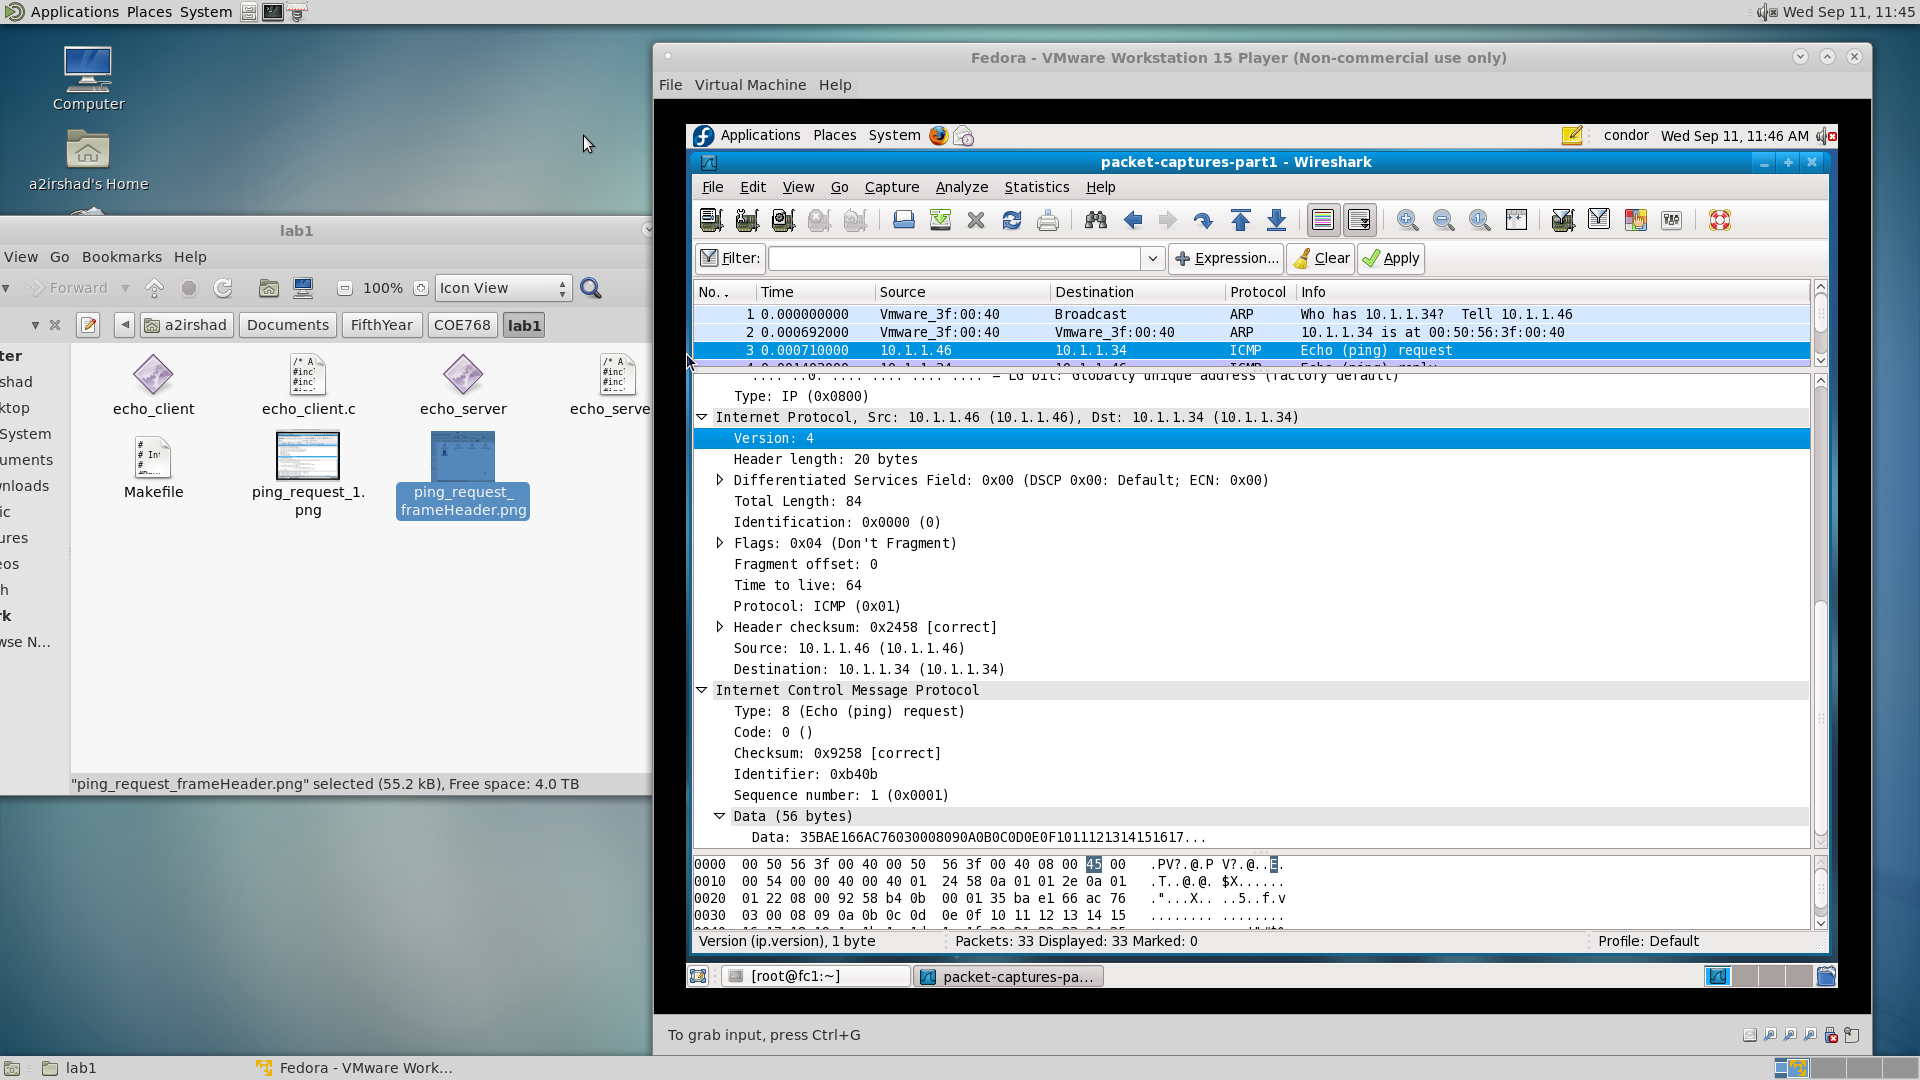 Applications Places System
Wed Sep 11, 11:45
Computer
a2irshad's Home
lab1
View Go Bookmarks Help
Forward 100% Icon View
a2irshad Documents FifthYear COE768 lab1
ter
shad
ktop
System
uments
wnloads
ic
ures
eos
h
rk
wse N...
echo_client
echo_client.c
echo_server
echo_serve
Makefile
ping_request_1.
png
ping_request_
frameHeader.png
"ping_request_frameHeader.png" selected (55.2 kB), Free space: 4.0 TB
Fedora - VMware Workstation 15 Player (Non-commercial use only)
File Virtual Machine Help
Applications Places System
condor Wed Sep 11, 11:46 AM
packet-captures-part1 - Wireshark
File Edit View Go Capture Analyze Statistics Help
Filter: Expression... Clear Apply
No. Time Source Destination Protocol Info
1 0.000000000 Vmware_3f:00:40 Broadcast ARP Who has 10.1.1.34? Tell 10.1.1.46
2 0.000692000 Vmware_3f:00:40 Vmware_3f:00:40 ARP 10.1.1.34 is at 00:50:56:3f:00:40
3 0.000710000 10.1.1.46 10.1.1.34 ICMP Echo (ping) request
.... ..0. .... .... .... .... = LG bit: Globally unique address (factory default)
Type: IP (0x0800)
Internet Protocol, Src: 10.1.1.46 (10.1.1.46), Dst: 10.1.1.34 (10.1.1.34)
Version: 4
Header length: 20 bytes
Differentiated Services Field: 0x00 (DSCP 0x00: Default; ECN: 0x00)
Total Length: 84
Identification: 0x0000 (0)
Flags: 0x04 (Don't Fragment)
Fragment offset: 0
Time to live: 64
Protocol: ICMP (0x01)
Header checksum: 0x2458 [correct]
Source: 10.1.1.46 (10.1.1.46)
Destination: 10.1.1.34 (10.1.1.34)
Internet Control Message Protocol
Type: 8 (Echo (ping) request)
Code: 0 ()
Checksum: 0x9258 [correct]
Identifier: 0xb40b
Sequence number: 1 (0x0001)
Data (56 bytes)
Data: 35BAE166AC76030008090A0B0C0D0E0F1011121314151617...
0000 00 50 56 3f 00 40 00 50 56 3f 00 40 08 00 45 00 .PV?.@.P V?.@..E.
0010 00 54 00 00 40 00 40 01 24 58 0a 01 01 2e 0a 01 .T..@.@. $X......
0020 01 22 08 00 92 58 b4 0b 00 01 35 ba e1 66 ac 76 ."...X.. ..5..f.v
0030 03 00 08 09 0a 0b 0c 0d 0e 0f 10 11 12 13 14 15 ........ ........
Version (ip.version), 1 byte Packets: 33 Displayed: 33 Marked: 0 Profile: Default
[root@fc1:~] packet-captures-pa...
To grab input, press Ctrl+G
lab1 Fedora - VMware Work...